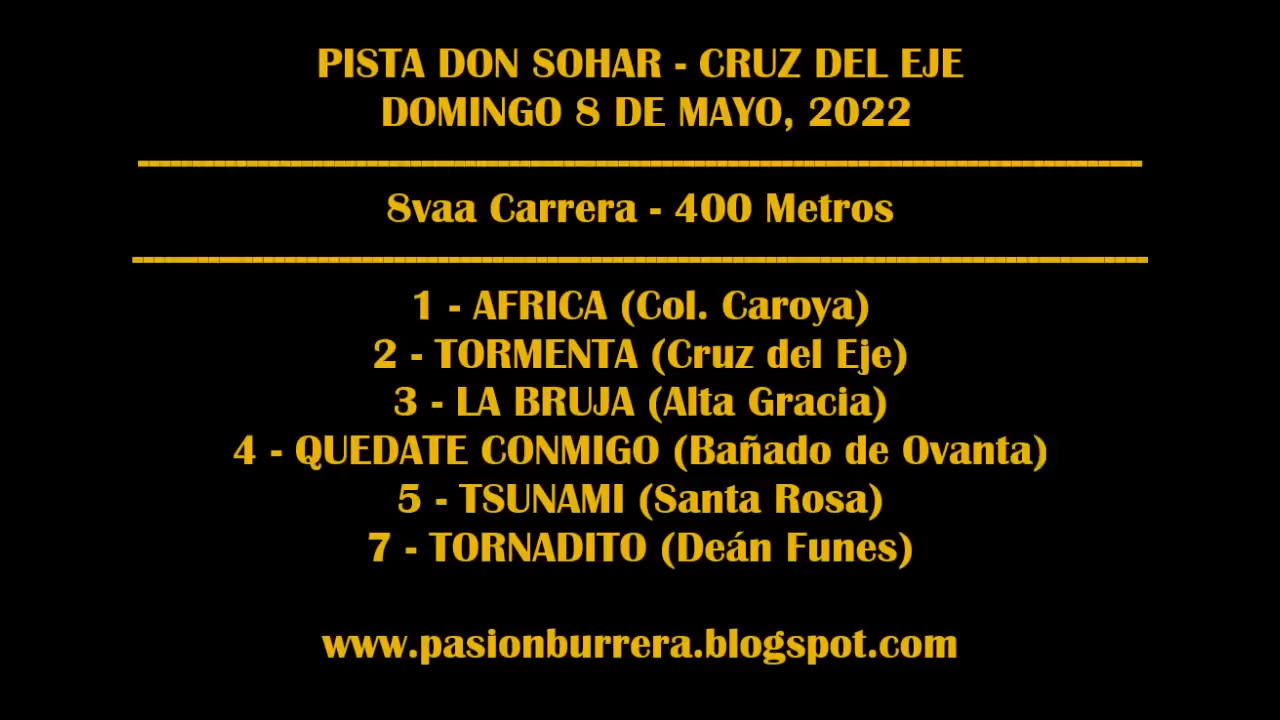 PISTA DON SOHAR - CRUZ DEL EJE
DOMINGO 8 DE MAYO, 2022
8vaa Carrera - 400 Metros
1 - AFRICA (Col. Caroya)
2 - TORMENTA (Cruz del Eje)
3 - LA BRUJA (Alta Gracia)
4 - QUEDATE CONMIGO (Bañado de Ovanta)
5 - TSUNAMI (Santa Rosa)
7 - TORNADITO (Deán Funes)
www.pasionburrera.blogspot.com